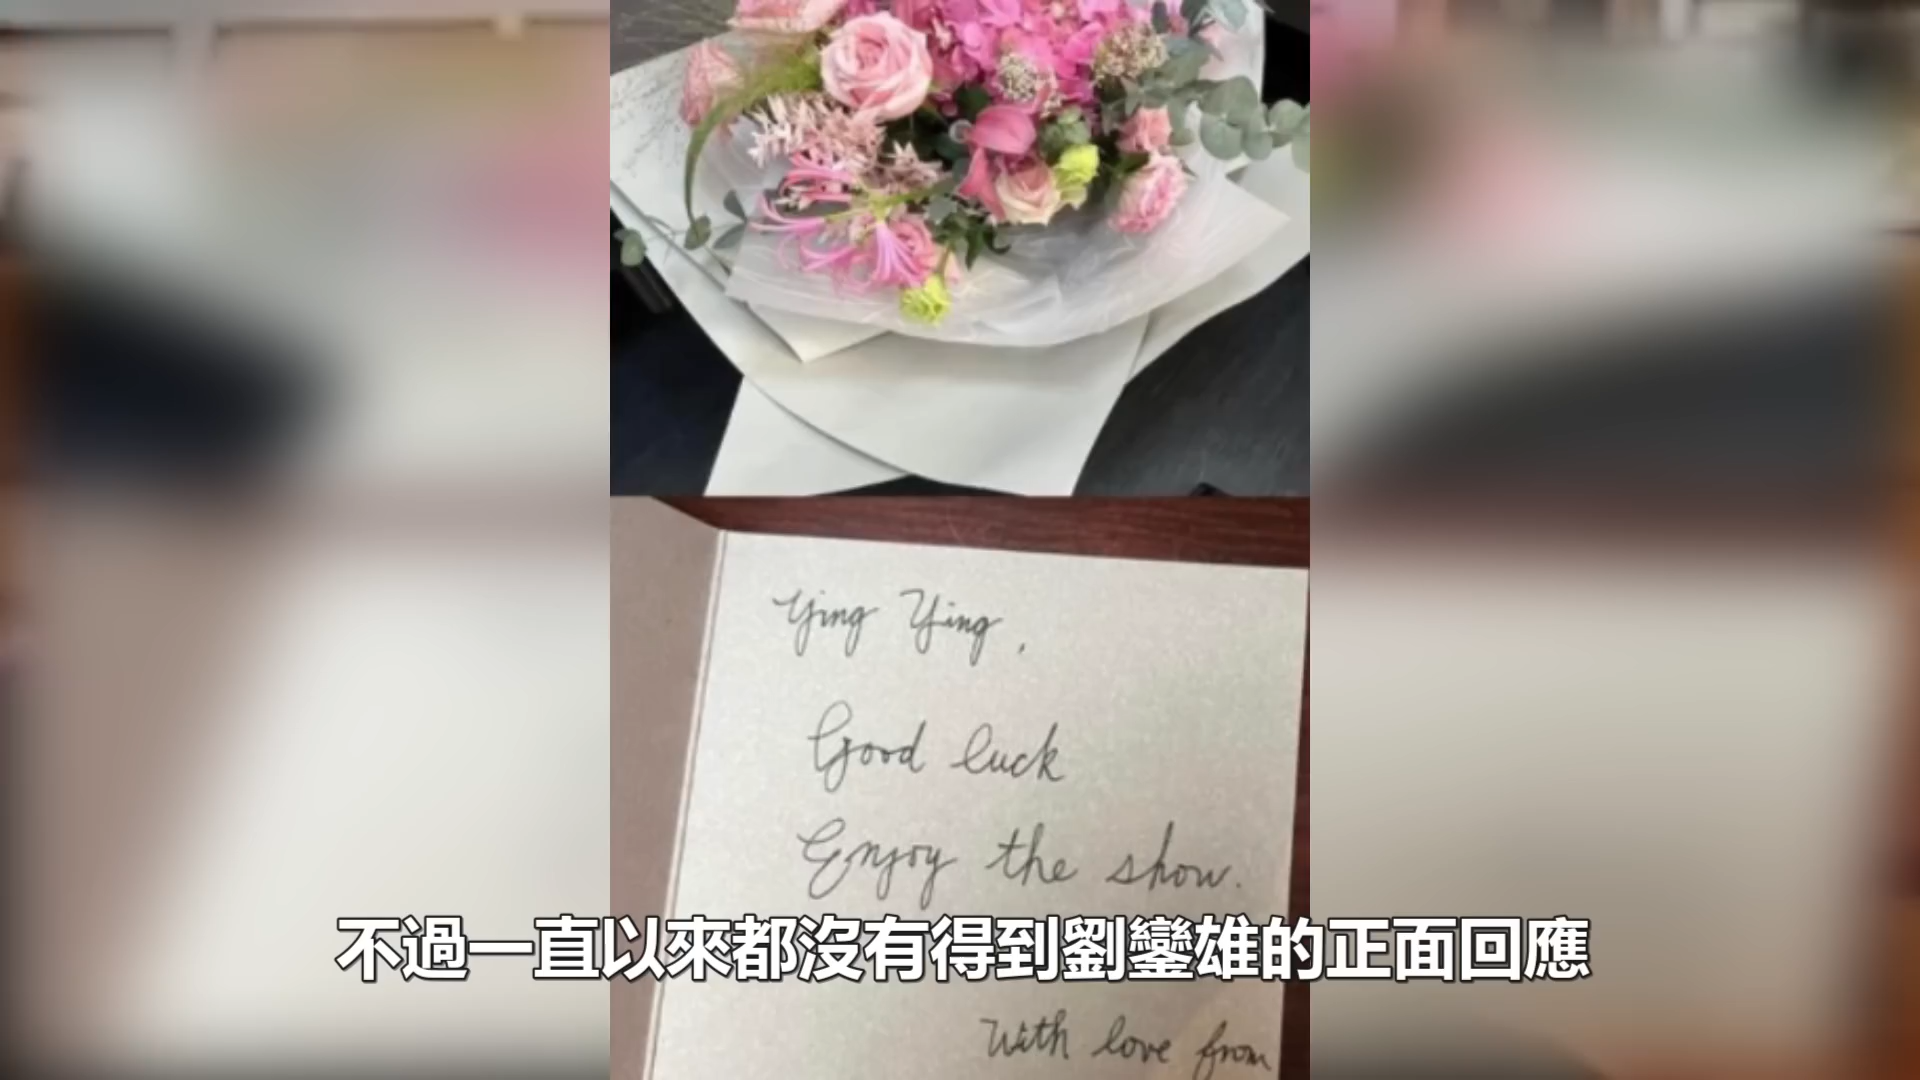 Ying Ying,
Good luck
Enjoy the show.
不過一直以來都沒有得到劉鑾雄的正面回應
With love from